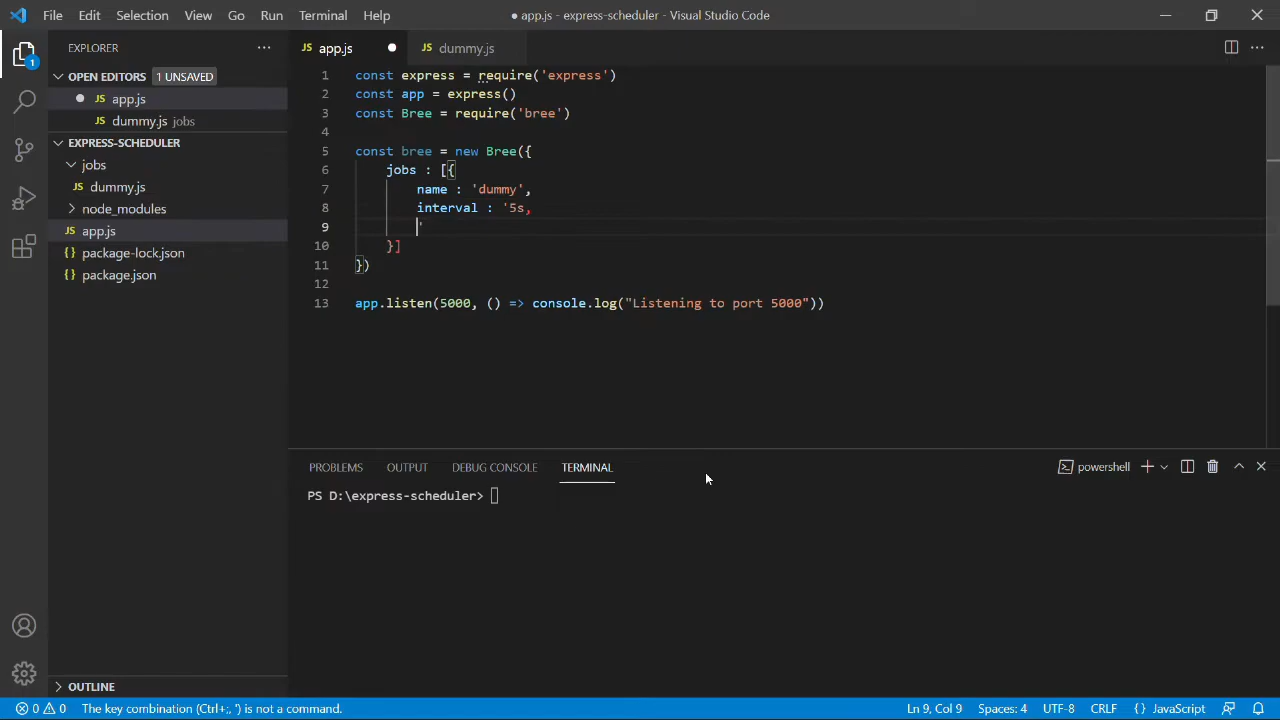 File Edit Selection View Go Run Terminal Help
● app.js - express-scheduler - Visual Studio Code
EXPLORER
OPEN EDITORS 1 UNSAVED
JS app.js
JS dummy.js jobs
EXPRESS-SCHEDULER
jobs
JS dummy.js
node_modules
JS app.js
{} package-lock.json
{} package.json
OUTLINE
1
JS app.js
JS dummy.js
1 const express = require('express')
2 const app = express()
3 const Bree = require('bree')
4
5 const bree = new Bree({
6 jobs : [{
7 name : 'dummy',
8 interval : '5s,
9 '
10 }]
11 })
12
13 app.listen(5000, () => console.log("Listening to port 5000"))
PROBLEMS OUTPUT DEBUG CONSOLE TERMINAL
powershell
PS D:\express-scheduler>
0 0 The key combination (Ctrl+;, ') is not a command.
Ln 9, Col 9 Spaces: 4 UTF-8 CRLF {} JavaScript